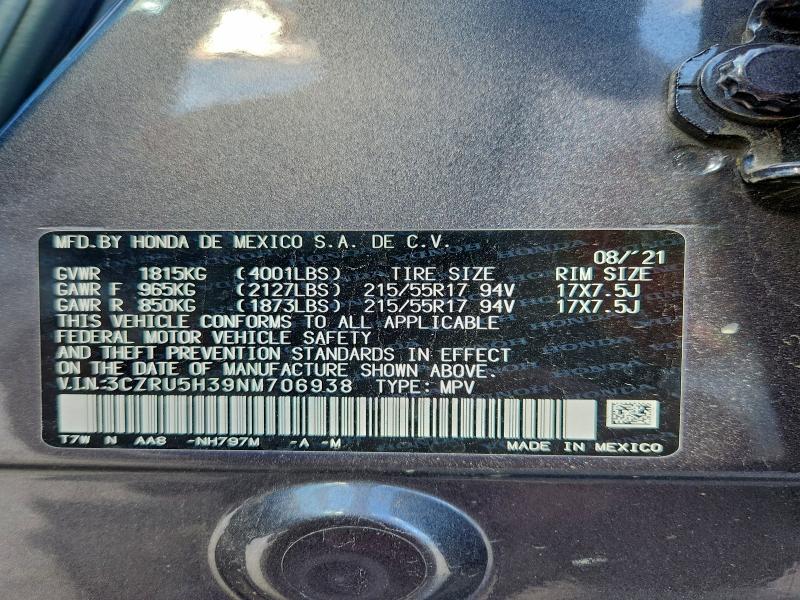 MFD. BY HONDA DE MEXICO S.A. DE C.V.
08/'21
GVWR 1815KG (4001LBS) TIRE SIZE RIM SIZE
GAWR F 965KG (2127LBS) 215/55R17 94V 17X7.5J
GAWR R 850KG (1873LBS) 215/55R17 94V 17X7.5J
THIS VEHICLE CONFORMS TO ALL APPLICABLE
FEDERAL MOTOR VEHICLE SAFETY
AND THEFT PREVENTION STANDARDS IN EFFECT
ON THE DATE OF MANUFACTURE SHOWN ABOVE.
V.I.N:3CZRU5H39NM706938 TYPE: MPV
T7W N AA8 -NH797M -A -M
MADE IN MEXICO